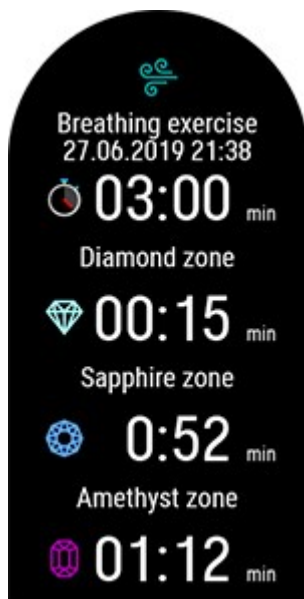 Breathing exercise
27.06.2019 21:38
03:00 min
Diamond zone
00:15 min
Sapphire zone
0:52 min
Amethyst zone
01:12 min